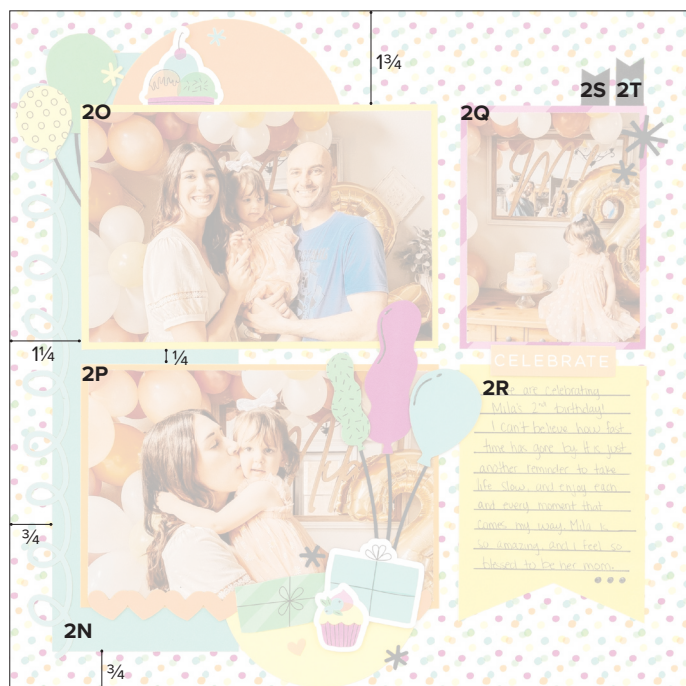 1¾
2S 2T
2O
2Q
1¼
¼
CELEBRATE
2P
2R
we are celebrating
Mila's 2nd birthday!
I can't believe how fast
time has gone by. It is just
another reminder to take
life slow, and enjoy each
and every moment that
comes my way. Mila is
so amazing, and I feel so
blessed to be her mom.
¾
2N
¾